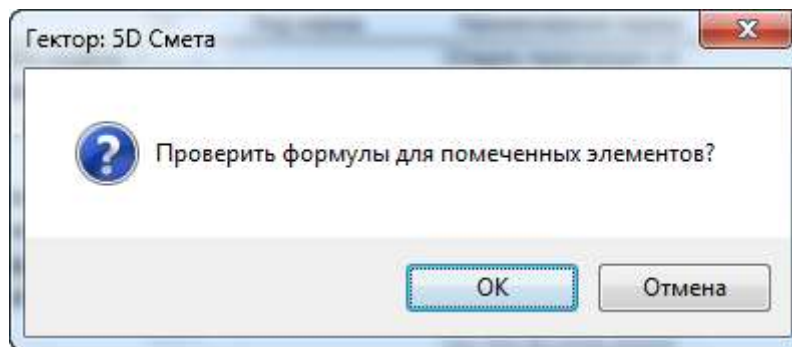 Гектор: 5D Смета
Проверить формулы для помеченных элементов?
OK
Отмена